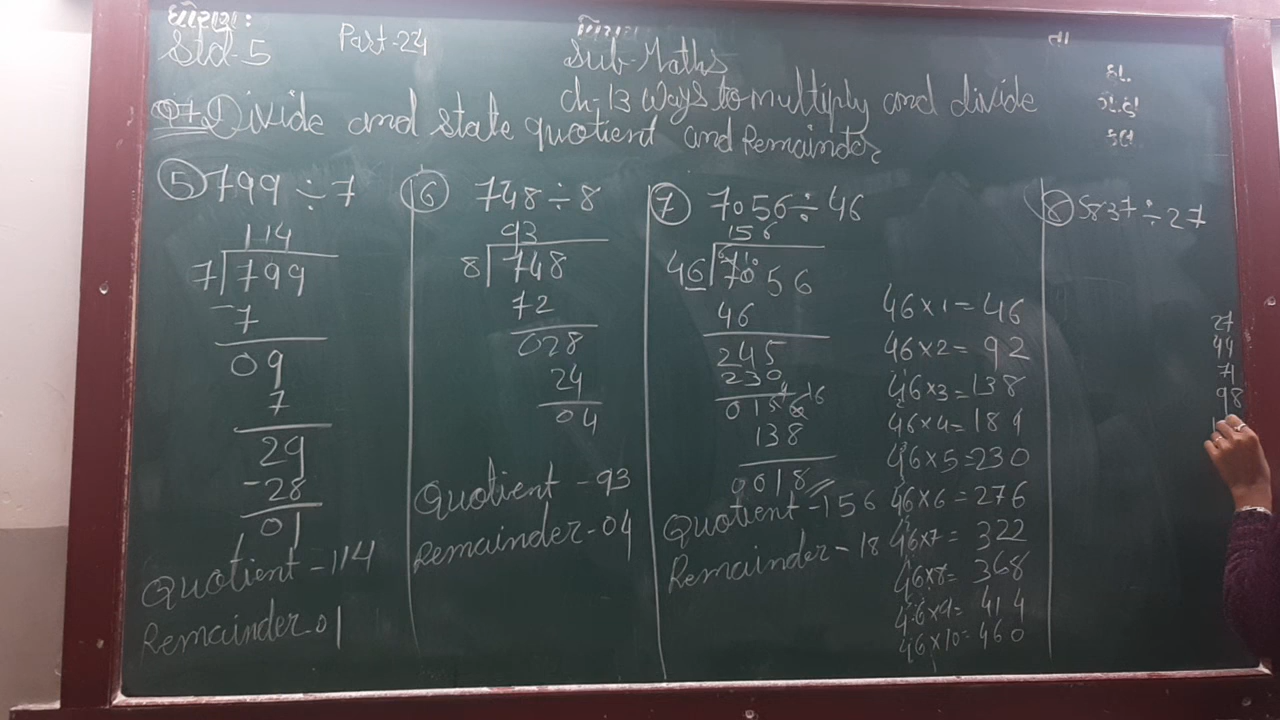 ધોરણ:
Std-5
Part-24
વિષય:
તા
Sub-Maths
Ch-13 Ways to multiply and divide
Q7. Divide and state quotient and Remainder
⑤ 799 ÷ 7
114
7 799
-7
09
7
29
-28
01
Quotient - 114
Remainder - 01
⑥ 748 ÷ 8
93
8 748
72
028
24
04
Quotient - 93
Remainder - 04
⑦ 7056 ÷ 46
156
46 7056
46
245
230
0156
138
0018
Quotient - 156
Remainder - 18
46×1=46
46×2=92
46×3=138
46×4=184
46×5=230
46×6=276
46×7=322
46×8=368
46×9=414
46×10=460
⑧ 5837÷27
27